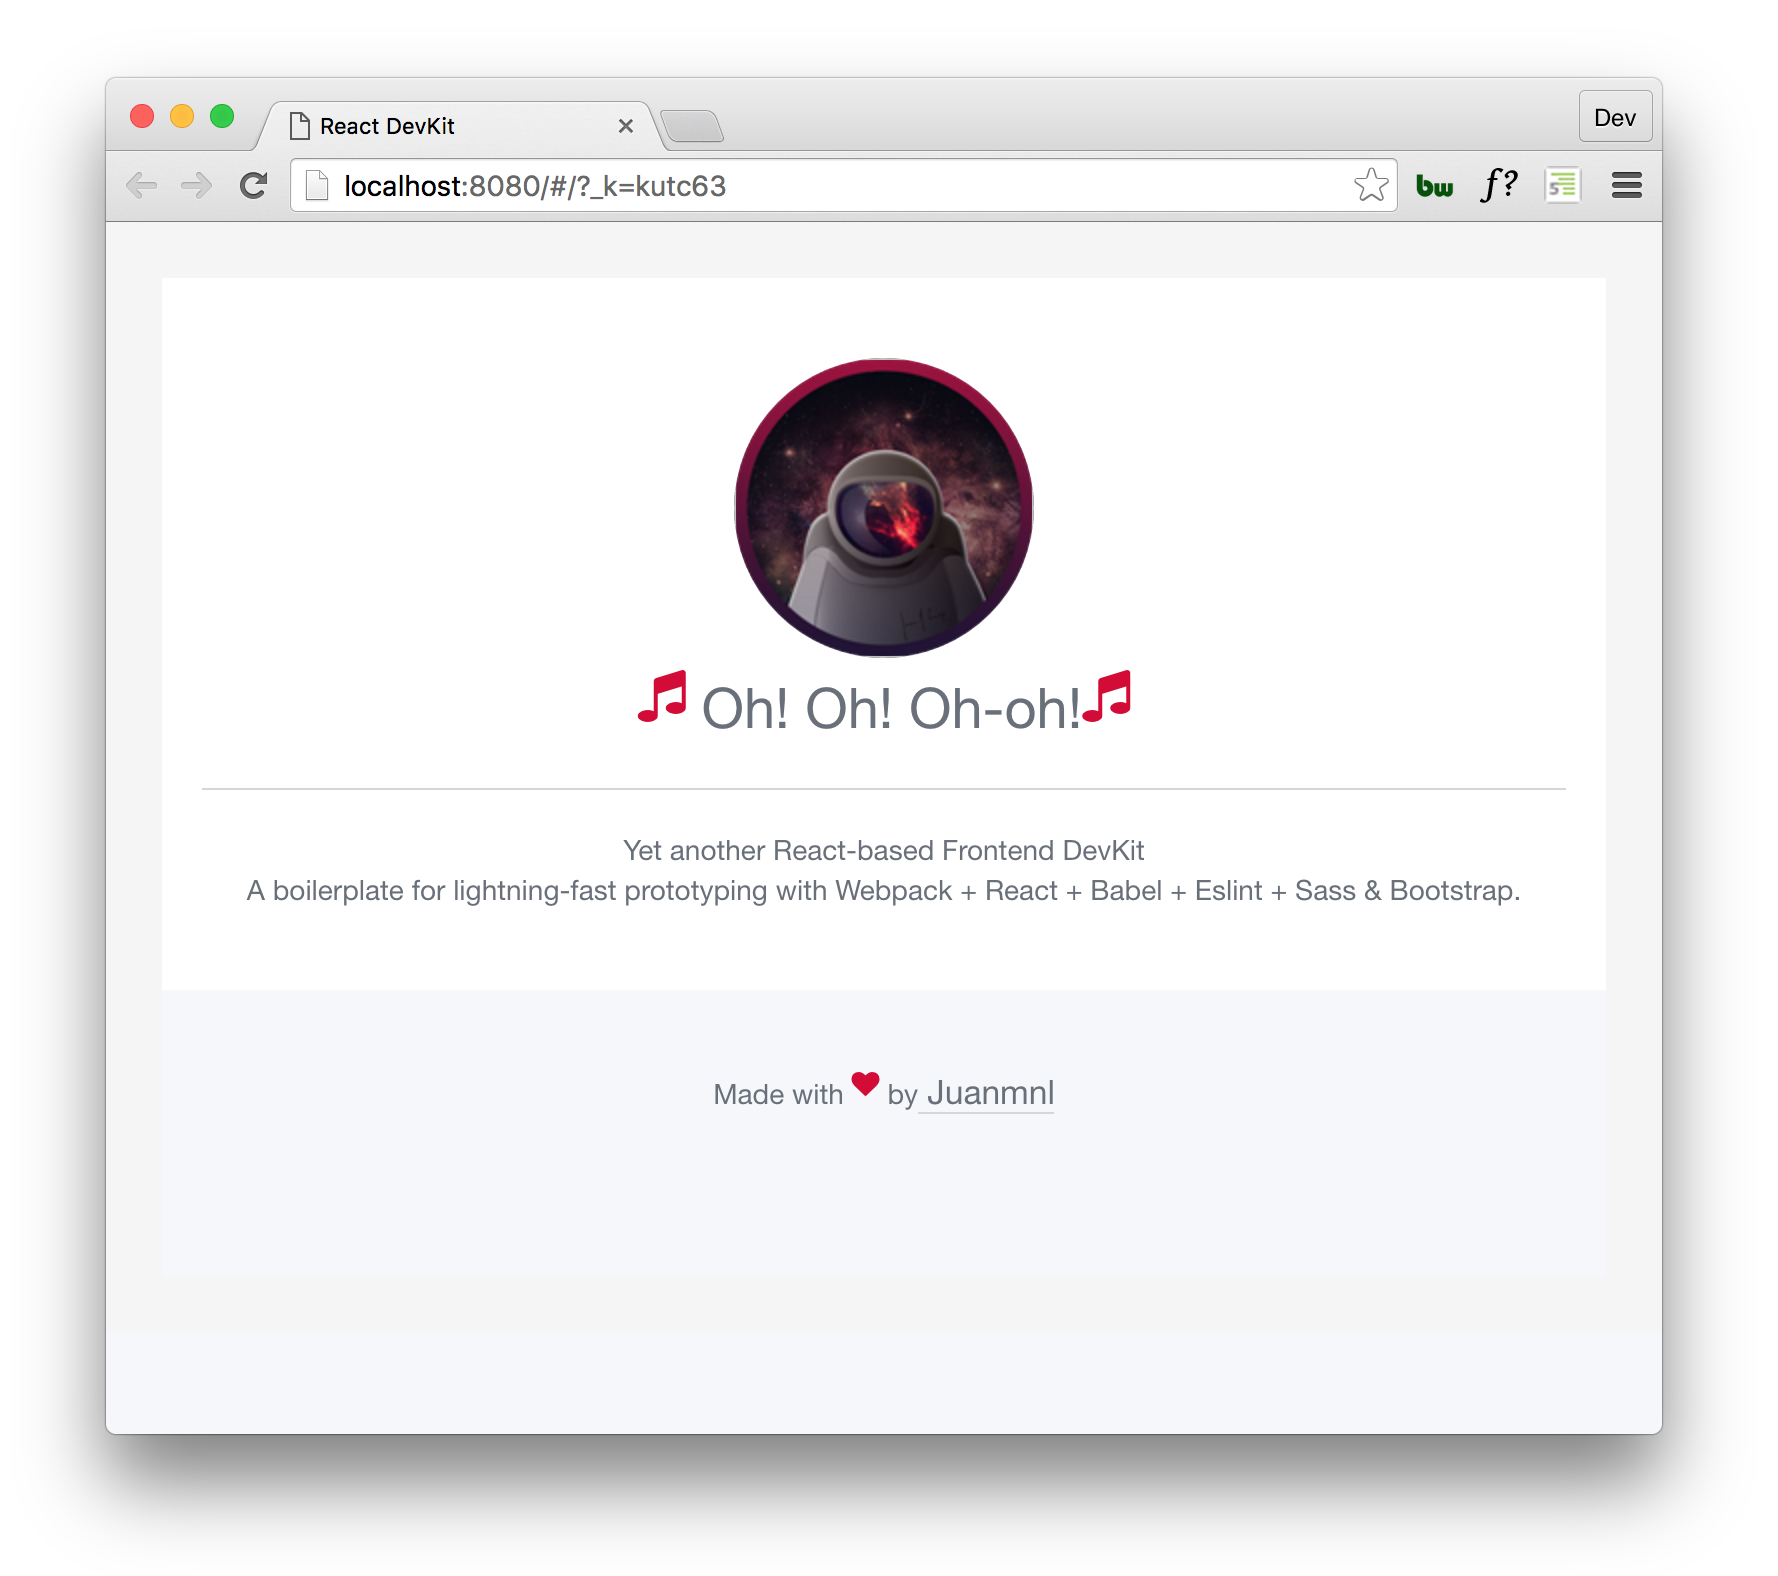 React DevKit
Dev
localhost:8080/#/?_k=kutc63
bw
f?
5
Oh! Oh! Oh-oh!
Yet another React-based Frontend DevKit
A boilerplate for lightning-fast prototyping with Webpack + React + Babel + Eslint + Sass & Bootstrap.
Made with by Juanmnl